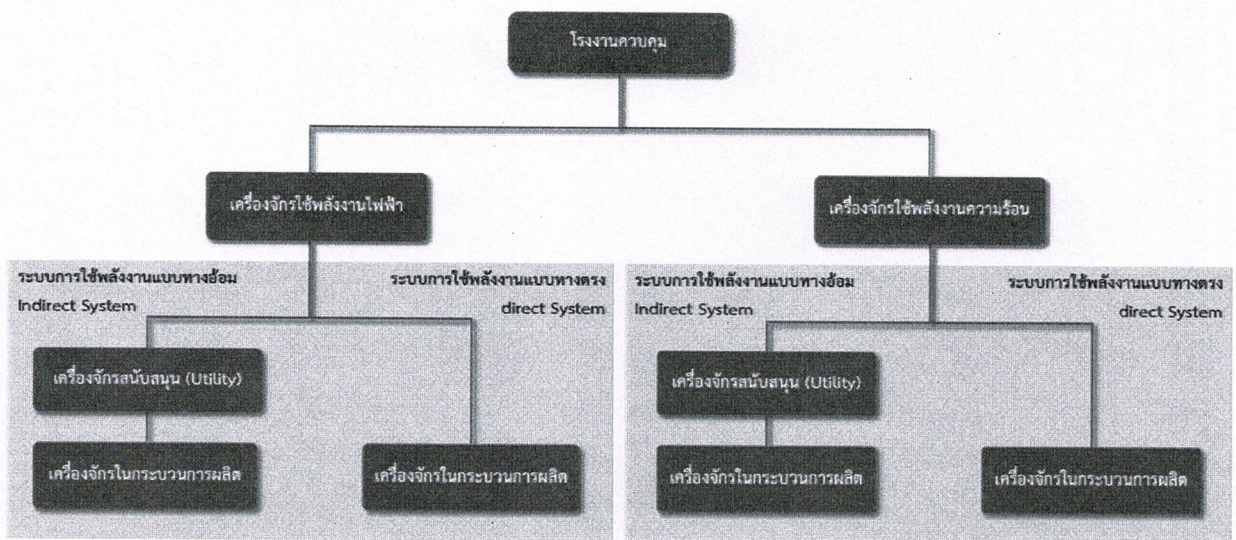 โรงงานควบคุม
เครื่องจักรใช้พลังงานไฟฟ้า
เครื่องจักรใช้พลังงานความร้อน
ระบบการใช้พลังงานแบบทางอ้อม
Indirect System
ระบบการใช้พลังงานแบบทางตรง
direct System
ระบบการใช้พลังงานแบบทางอ้อม
Indirect System
ระบบการใช้พลังงานแบบทางตรง
direct System
เครื่องจักรสนับสนุน (Utility)
เครื่องจักรสนับสนุน (Utility)
เครื่องจักรในกระบวนการผลิต
เครื่องจักรในกระบวนการผลิต
เครื่องจักรในกระบวนการผลิต
เครื่องจักรในกระบวนการผลิต